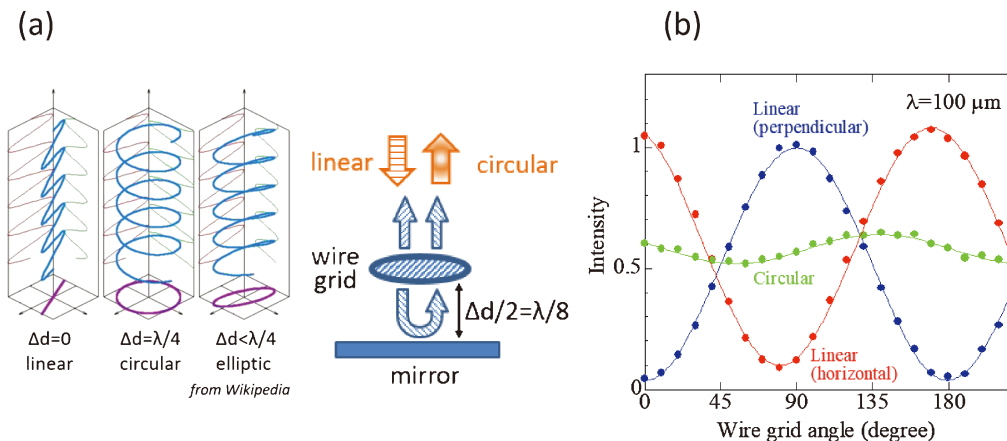 (a)
Δd=0
linear
Δd=λ/4
circular
Δd<λ/4
elliptic
from Wikipedia
linear
circular
wire
grid
Δd/2=λ/8
mirror
(b)
λ=100 μm
Linear
(perpendicular)
Circular
Linear
(horizontal)
Intensity
1
0.5
0
0
45
90
135
180
Wire grid angle (degree)